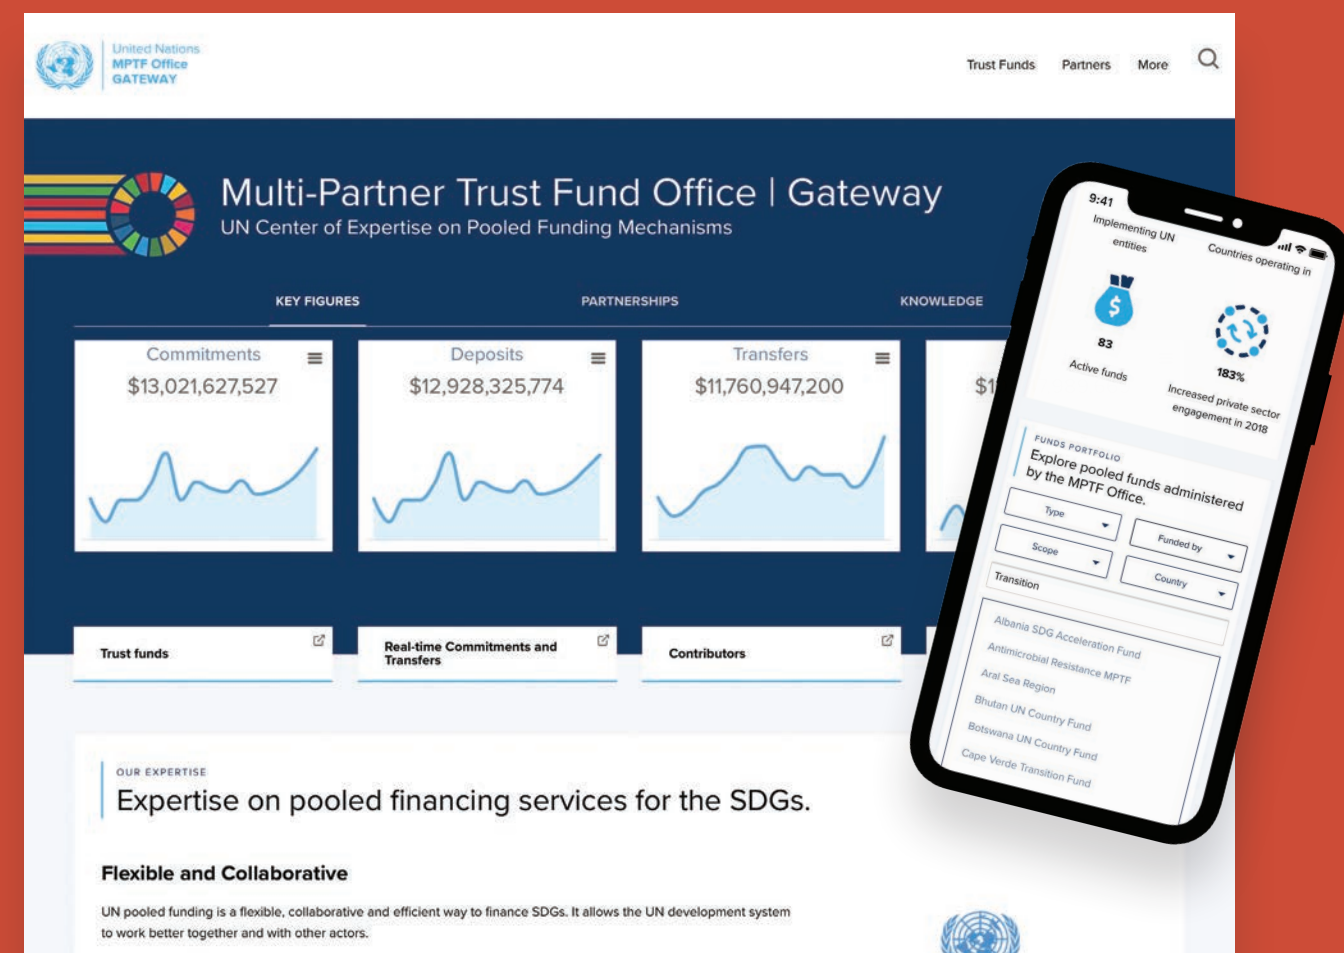 United Nations
MPTF Office
GATEWAY
Trust Funds
Partners
More
Multi-Partner Trust Fund Office | Gateway
UN Center of Expertise on Pooled Funding Mechanisms
KEY FIGURES
PARTNERSHIPS
KNOWLEDGE
Commitments
$13,021,627,527
Deposits
$12,928,325,774
Transfers
$11,760,947,200
Trust funds
Real-time Commitments and
Transfers
Contributors
OUR EXPERTISE
Expertise on pooled financing services for the SDGs.
Flexible and Collaborative
UN pooled funding is a flexible, collaborative and efficient way to finance SDGs. It allows the UN development system
to work better together and with other actors.
9:41
Implementing UN
entities
Countries operating in
83
Active funds
183%
Increased private sector
engagement in 2018
FUNDS PORTFOLIO
Explore pooled funds administered
by the MPTF Office.
Type
Funded by
Scope
Country
Transition
Albania SDG Acceleration Fund
Antimicrobial Resistance MPTF
Aral Sea Region
Bhutan UN Country Fund
Botswana UN Country Fund
Cape Verde Transition Fund